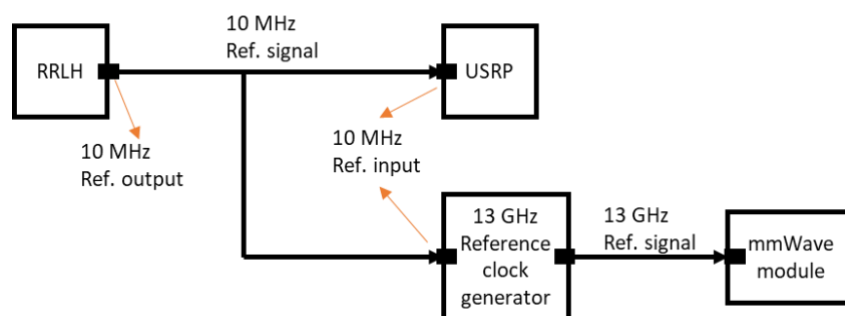 10 MHz
Ref. signal
RRLH
USRP
10 MHz
Ref. output
10 MHz
Ref. input
13 GHz
Reference
clock
generator
13 GHz
Ref. signal
mmWave
module